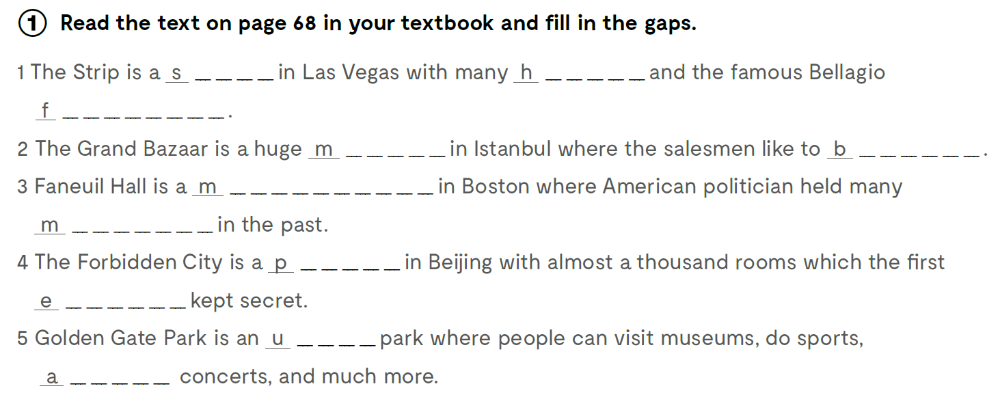 1 Read the text on page 68 in your textbook and fill in the gaps.
1 The Strip is a s _ _ _ _ in Las Vegas with many h _ _ _ _ _ and the famous Bellagio
f _ _ _ _ _ _ _ _ .
2 The Grand Bazaar is a huge m _ _ _ _ _ in Istanbul where the salesmen like to b _ _ _ _ _ _ .
3 Faneuil Hall is a m _ _ _ _ _ _ _ _ _ _ in Boston where American politician held many
m _ _ _ _ _ _ _ in the past.
4 The Forbidden City is a p _ _ _ _ _ in Beijing with almost a thousand rooms which the first
e _ _ _ _ _ _ kept secret.
5 Golden Gate Park is an u _ _ _ _ park where people can visit museums, do sports,
a _ _ _ _ _ concerts, and much more.